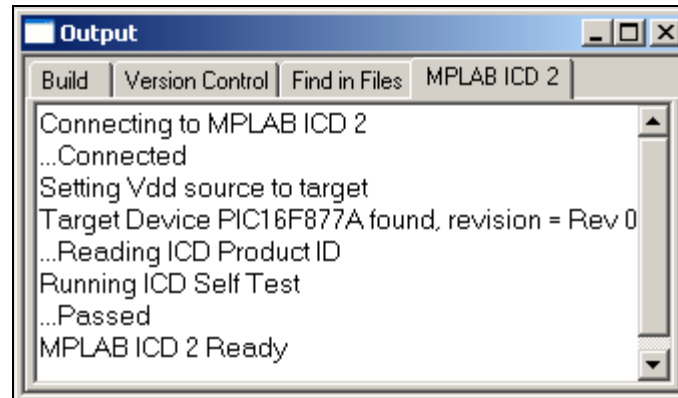 Output
Build Version Control Find in Files MPLAB ICD 2
Connecting to MPLAB ICD 2
...Connected
Setting Vdd source to target
Target Device PIC16F877A found, revision = Rev 0
...Reading ICD Product ID
Running ICD Self Test
...Passed
MPLAB ICD 2 Ready